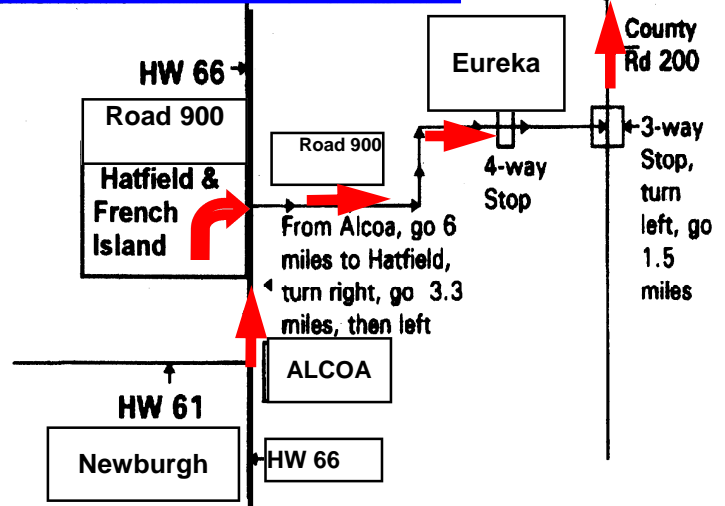 County
Rd 200
HW 66
Eureka
Road 900
Road 900
Hatfield &
French
Island
4-way
Stop
3-way
Stop,
turn
left, go
1.5
miles
From Alcoa, go 6
miles to Hatfield,
turn right, go 3.3
miles, then left
ALCOA
HW 61
Newburgh
HW 66